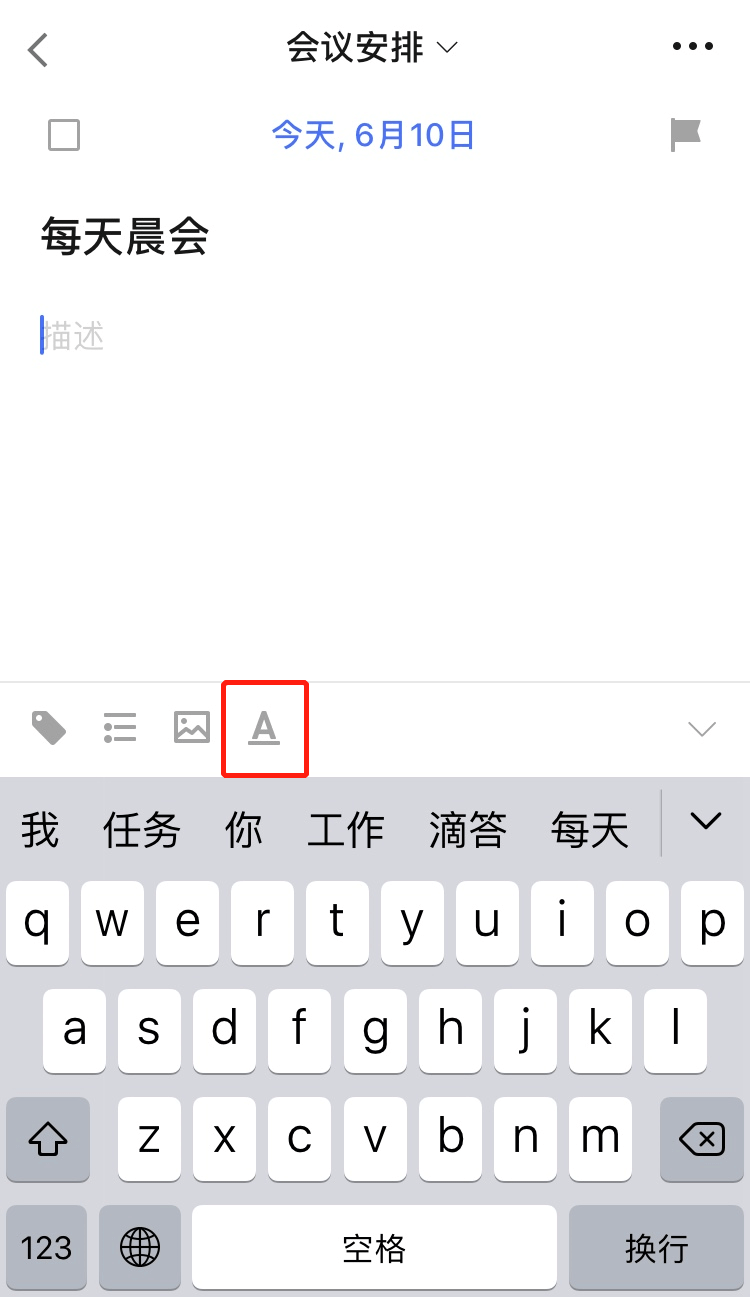 会议安排
今天, 6月10日
每天晨会
描述
A
我 任务 你 工作 滴答 每天
q w e r t y u i o p
a s d f g h j k l
z x c v b n m
123 空格 换行